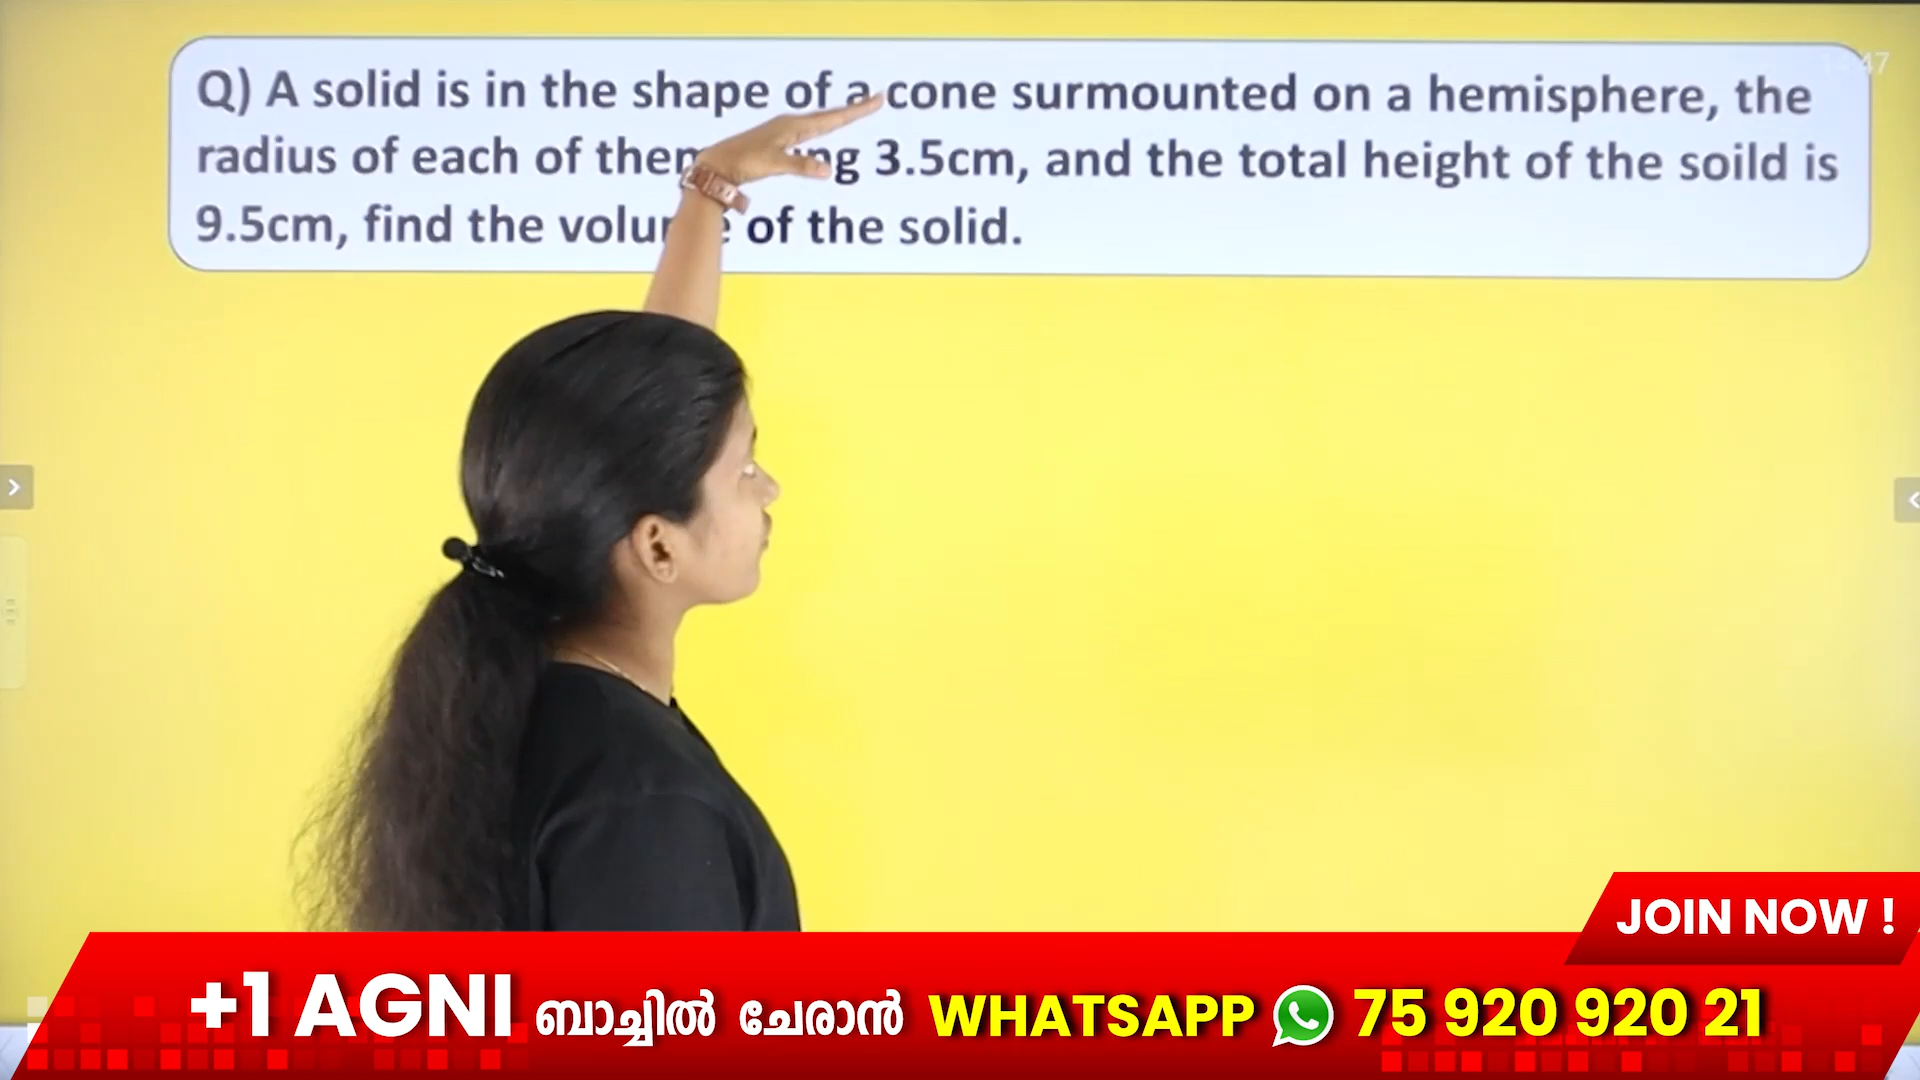 Q) A solid is in the shape of a cone surmounted on a hemisphere, the
radius of each of 3.5cm, and the total height of the soild is
9.5cm, find the of the solid.
JOIN NOW !
+1 AGNI ബാച്ചിൽ ചേരാൻ WHATSAPP 75 920 920 21